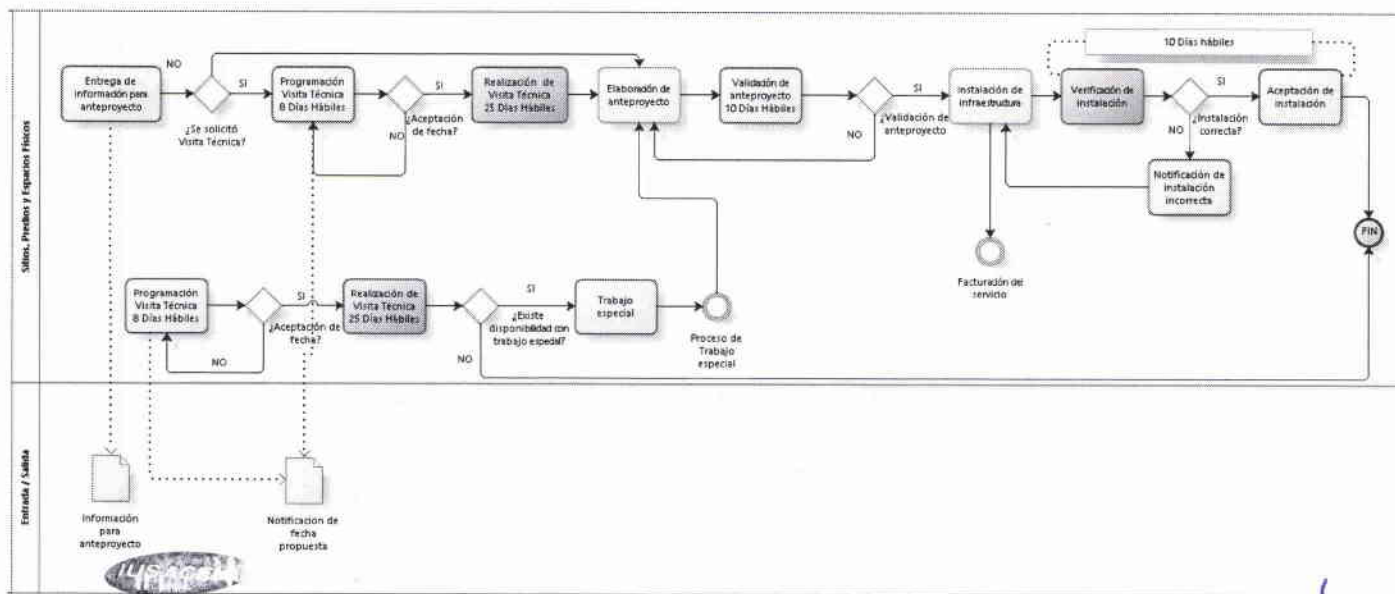 Sitios, Predios y Espacios Físicos
Entrega de
información para
anteproyecto
NO
SI
¿Se solicitó
Visita Técnica?
Programación
Visita Técnica
8 Días Hábiles
SI
¿Aceptación
de fecha?
NO
Realización de
Visita Técnica
25 Días Hábiles
Elaboración de
anteproyecto
Validación de
anteproyecto
10 Días Hábiles
SI
¿Validación de
anteproyecto
NO
Instalación de
infraestructura
10 Días hábiles
Verificación de
instalación
SI
¿Instalación
correcta?
NO
Aceptación de
instalación
Notificación de
instalación
incorrecta
FIN
Facturación del
servicio
Programación
Visita Técnica
8 Días Hábiles
SI
¿Aceptación de
fecha?
NO
Realización de
Visita Técnica
25 Días Hábiles
SI
¿Existe
disponibilidad con
trabajo especial?
NO
Trabajo
especial
Proceso de
Trabajo
especial
Entrada / Salida
Información
para
anteproyecto
Notificacion de
fecha
propuesta